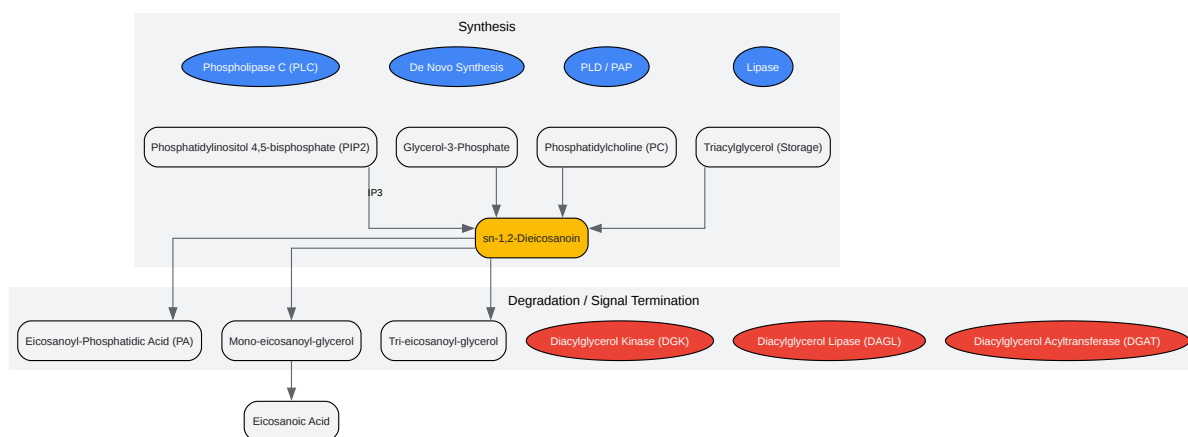 Synthesis
Phospholipase C (PLC)
De Novo Synthesis
PLD / PAP
Lipase
Phosphatidylinositol 4,5-bisphosphate (PIP2)
Glycerol-3-Phosphate
Phosphatidylcholine (PC)
Triacylglycerol (Storage)
IP3
sn-1,2-Dieicosanoin
Degradation / Signal Termination
Eicosanoyl-Phosphatidic Acid (PA)
Mono-eicosanoyl-glycerol
Tri-eicosanoyl-glycerol
Diacylglycerol Kinase (DGK)
Diacylglycerol Lipase (DAGL)
Diacylglycerol Acyltransferase (DGAT)
Eicosanoic Acid